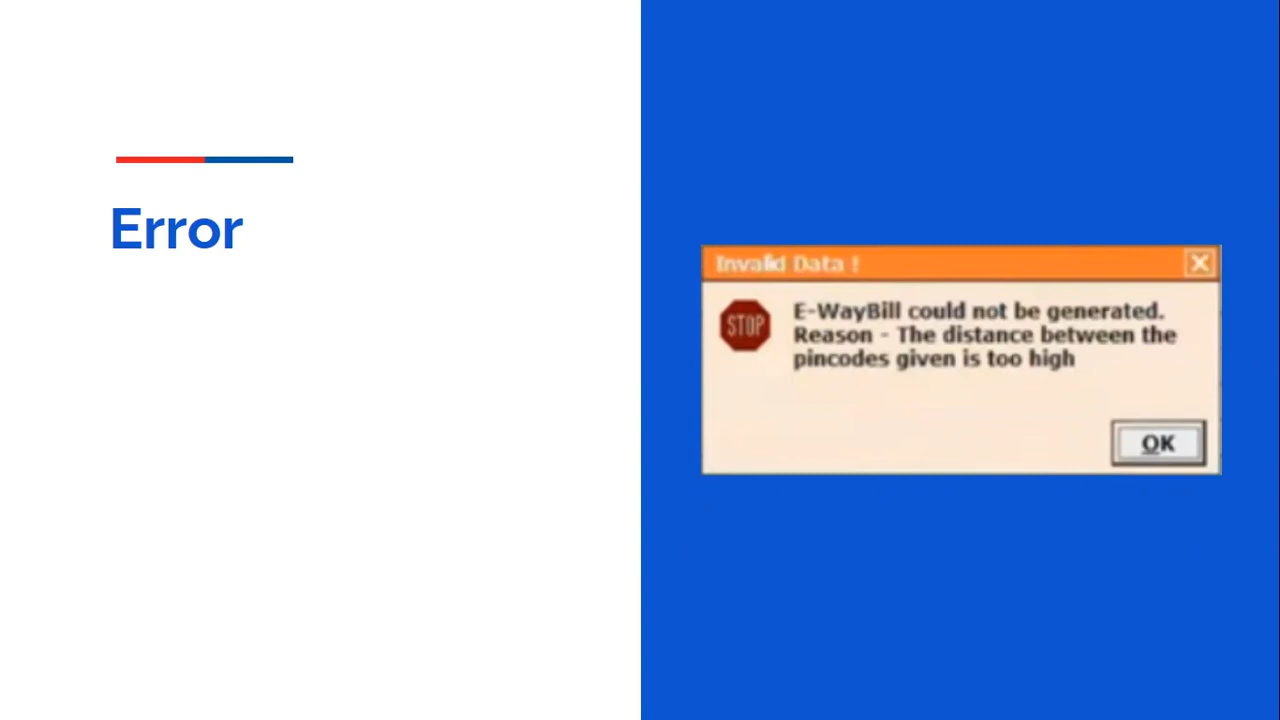 Error
Invalid Data !
STOP
E-WayBill could not be generated.
Reason - The distance between the
pincodes given is too high
OK